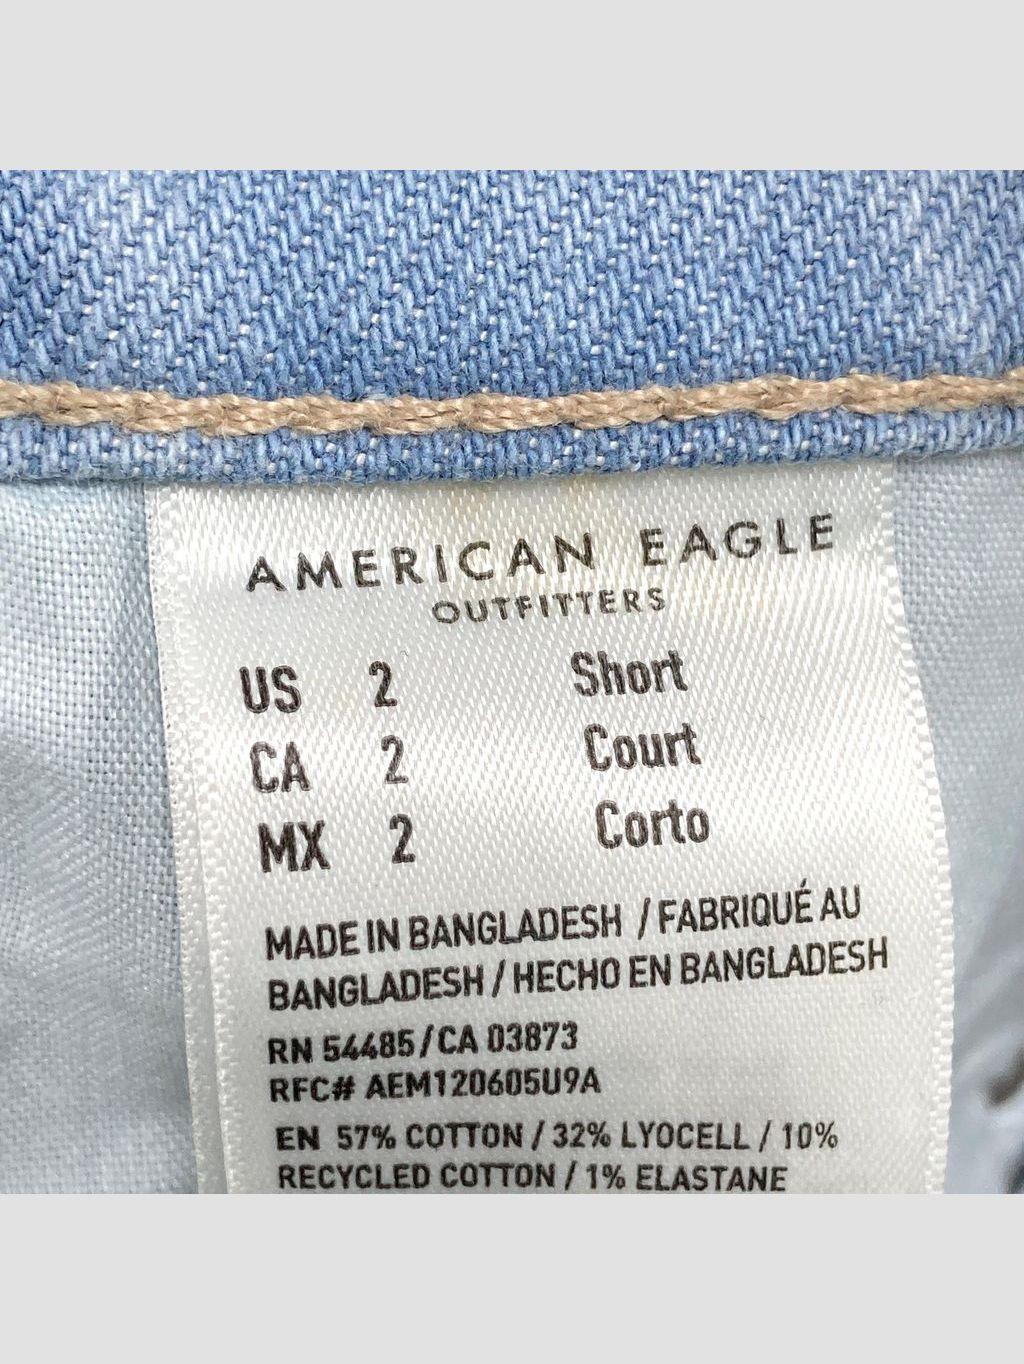 AMERICAN EAGLE
OUTFITTERS
US 2 Short
CA 2 Court
MX 2 Corto
MADE IN BANGLADESH / FABRIQUÉ AU
BANGLADESH / HECHO EN BANGLADESH
RN 54485 / CA 03873
RFC# AEM120605U9A
EN 57% COTTON / 32% LYOCELL / 10%
RECYCLED COTTON / 1% ELASTANE